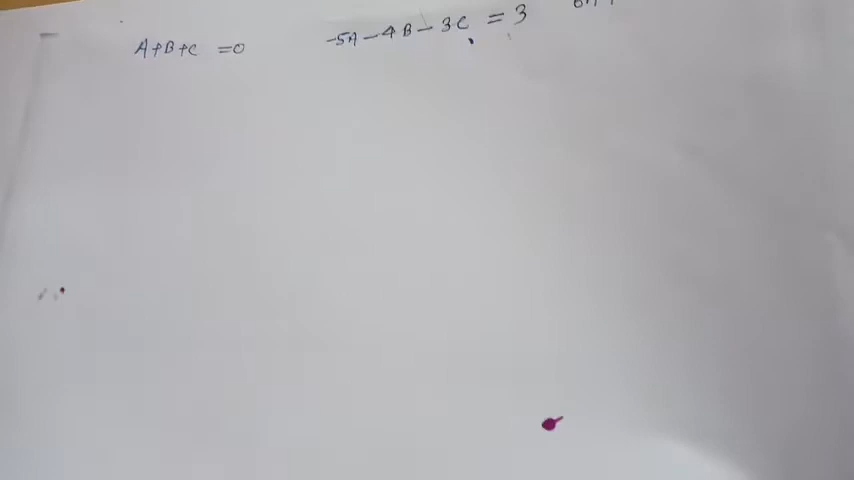 A+B+C =0 -5A-4B-3C = 3